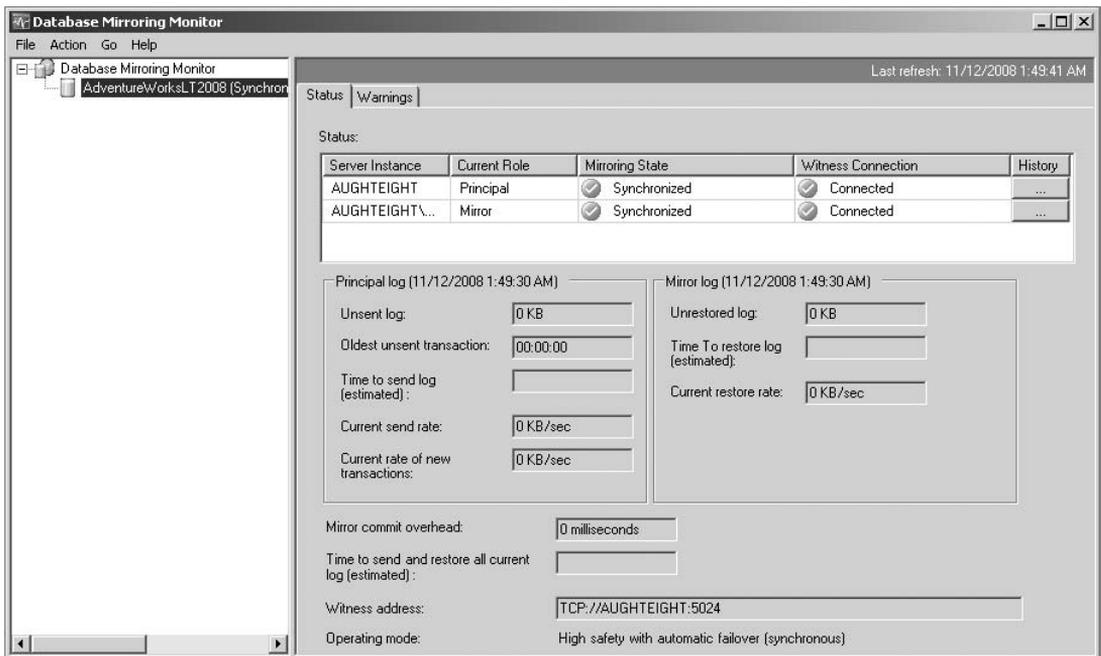 Database Mirroring Monitor
File Action Go Help
Database Mirroring Monitor
AdventureWorksLT2008 (Synchron
Last refresh: 11/12/2008 1:49:41 AM
Status Warnings
Status:
Server Instance Current Role Mirroring State Witness Connection History
AUGHTEIGHT Principal Synchronized Connected ...
AUGHTEIGHT\... Mirror Synchronized Connected ...
Principal log (11/12/2008 1:49:30 AM)
Unsent log: 0 KB
Oldest unsent transaction: 00:00:00
Time to send log
(estimated) :
Current send rate: 0 KB/sec
Current rate of new
transactions: 0 KB/sec
Mirror log (11/12/2008 1:49:30 AM)
Unrestored log: 0 KB
Time To restore log
(estimated):
Current restore rate: 0 KB/sec
Mirror commit overhead: 0 milliseconds
Time to send and restore all current
log (estimated) :
Witness address: TCP://AUGHTEIGHT:5024
Operating mode: High safety with automatic failover (synchronous)